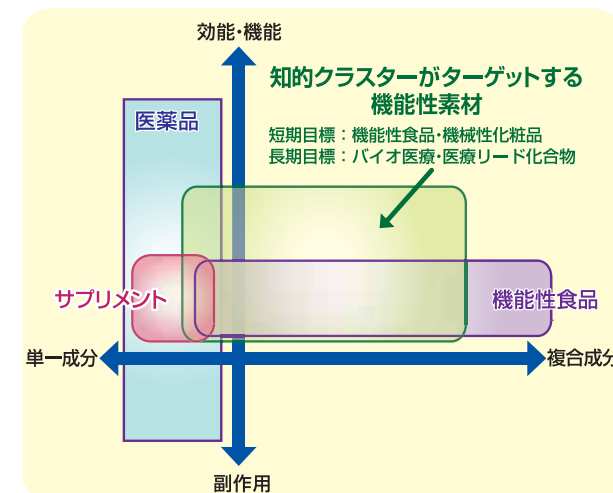 効能・機能
知的クラスターがターゲットする
機能性素材
短期目標：機能性食品・機械性化粧品
長期目標：バイオ医療・医療リード化合物
医薬品
サプリメント
機能性食品
単一成分
複合成分
副作用